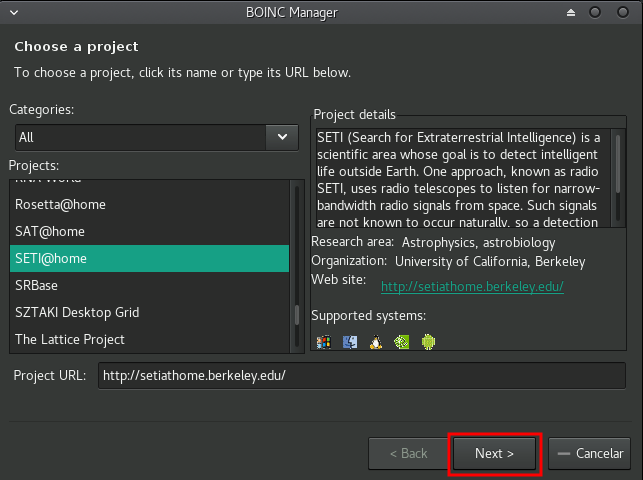 BOINC Manager
Choose a project
To choose a project, click its name or type its URL below.
Categories:
All
Projects:
RNA World
Rosetta@home
SAT@home
SETI@home
SRBase
SZTAKI Desktop Grid
The Lattice Project
Project details
SETI (Search for Extraterrestrial Intelligence) is a
scientific area whose goal is to detect intelligent
life outside Earth. One approach, known as radio
SETI, uses radio telescopes to listen for narrow-
bandwidth radio signals from space. Such signals
are not known to occur naturally, so a detection
Research area: Astrophysics, astrobiology
Organization: University of California, Berkeley
Web site: http://setiathome.berkeley.edu/
Supported systems:
Project URL: http://setiathome.berkeley.edu/
< Back
Next >
Cancelar